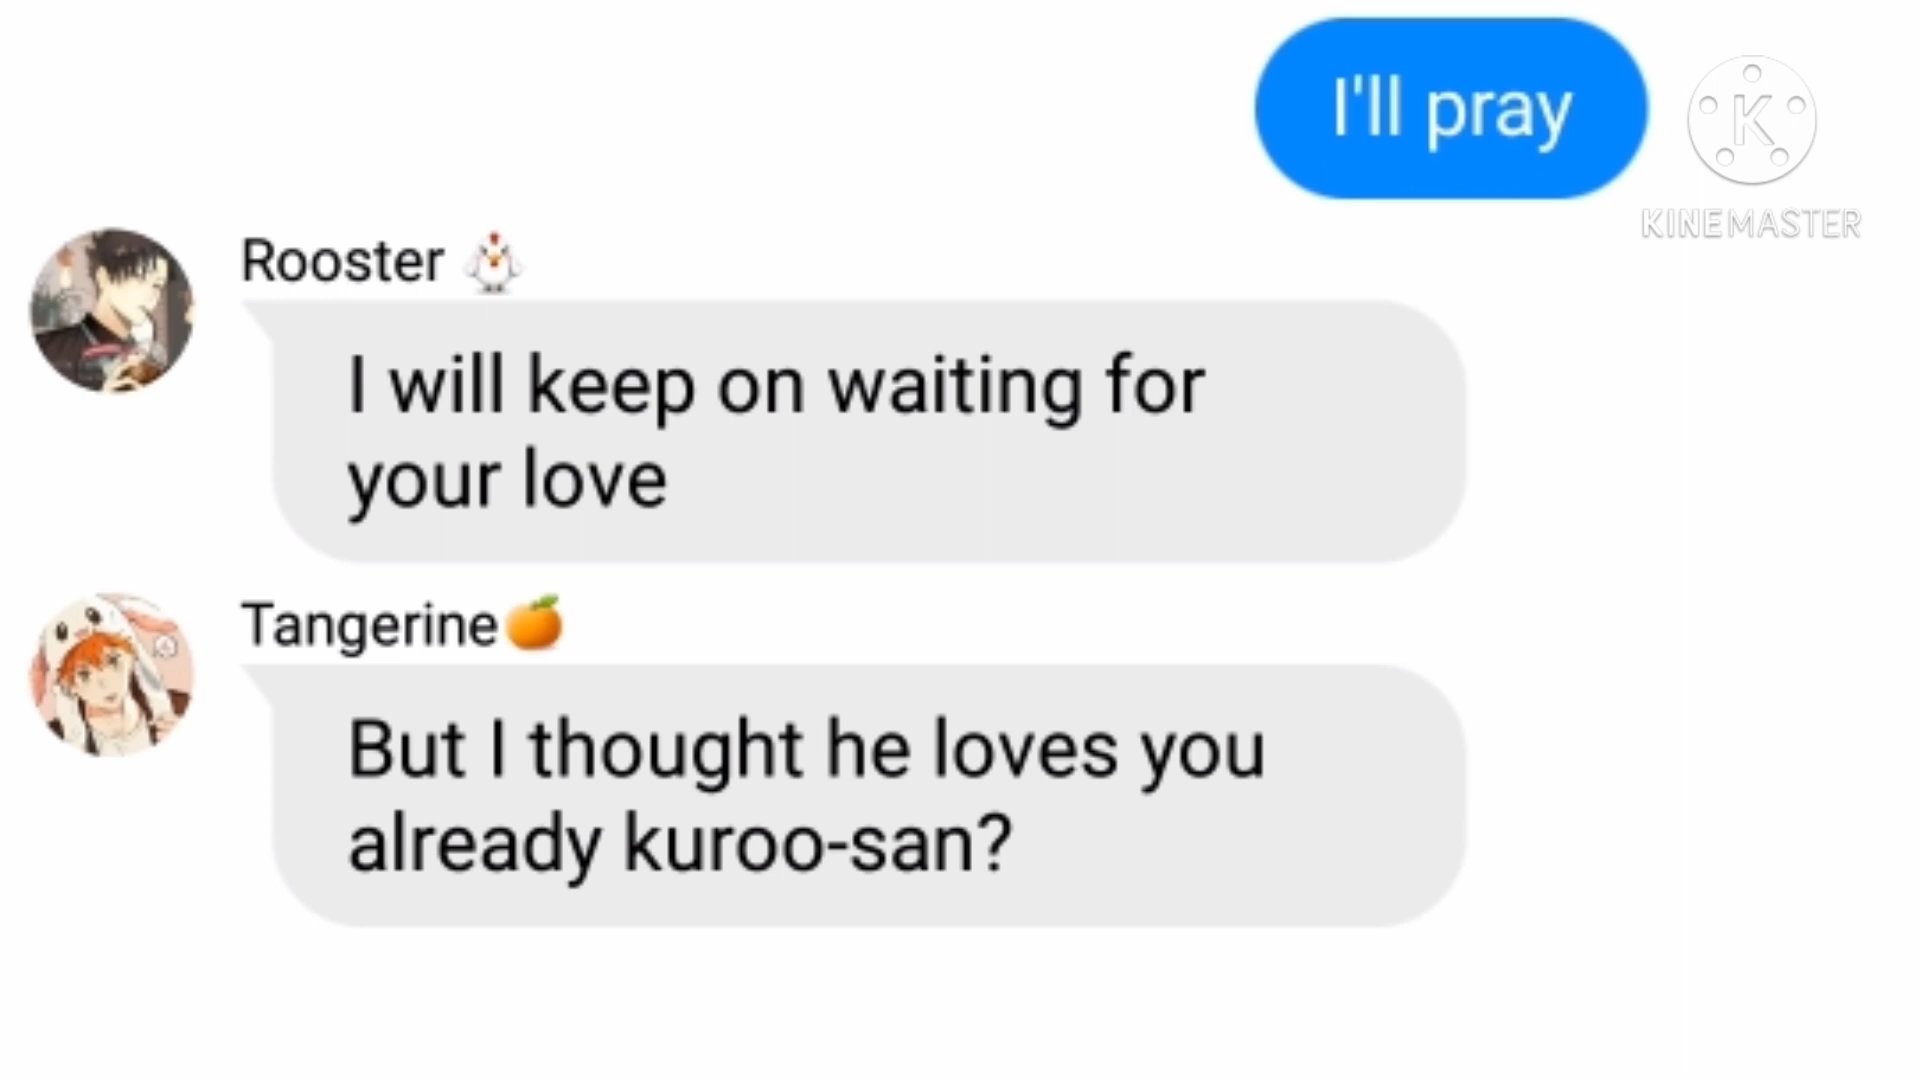 I'll pray
K
KINEMASTER
Rooster 🐔
I will keep on waiting for
your love
Tangerine🍊
But I thought he loves you
already kuroo-san?